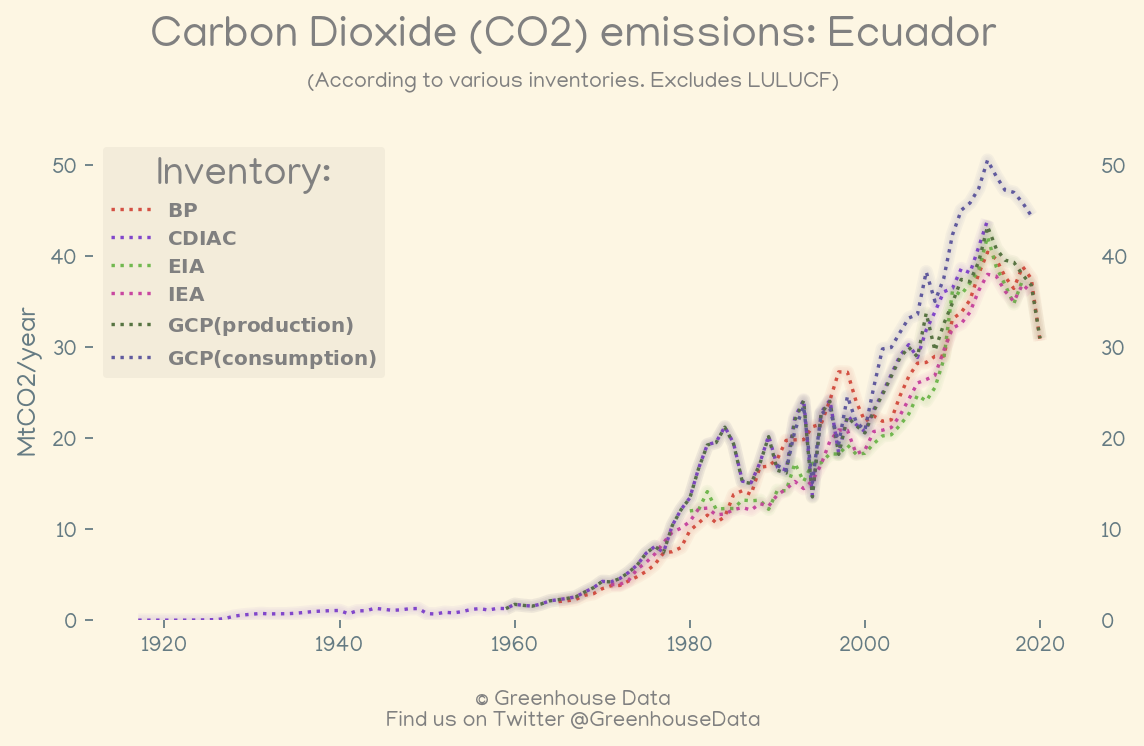 Carbon Dioxide (CO2) emissions: Ecuador
(According to various inventories. Excludes LULUCF)
Inventory:
BP
CDIAC
EIA
IEA
GCP(production)
GCP(consumption)
MtCO2/year
50
40
30
20
10
0
50
40
30
20
10
0
1920 1940 1960 1980 2000 2020
© Greenhouse Data
Find us on Twitter @GreenhouseData